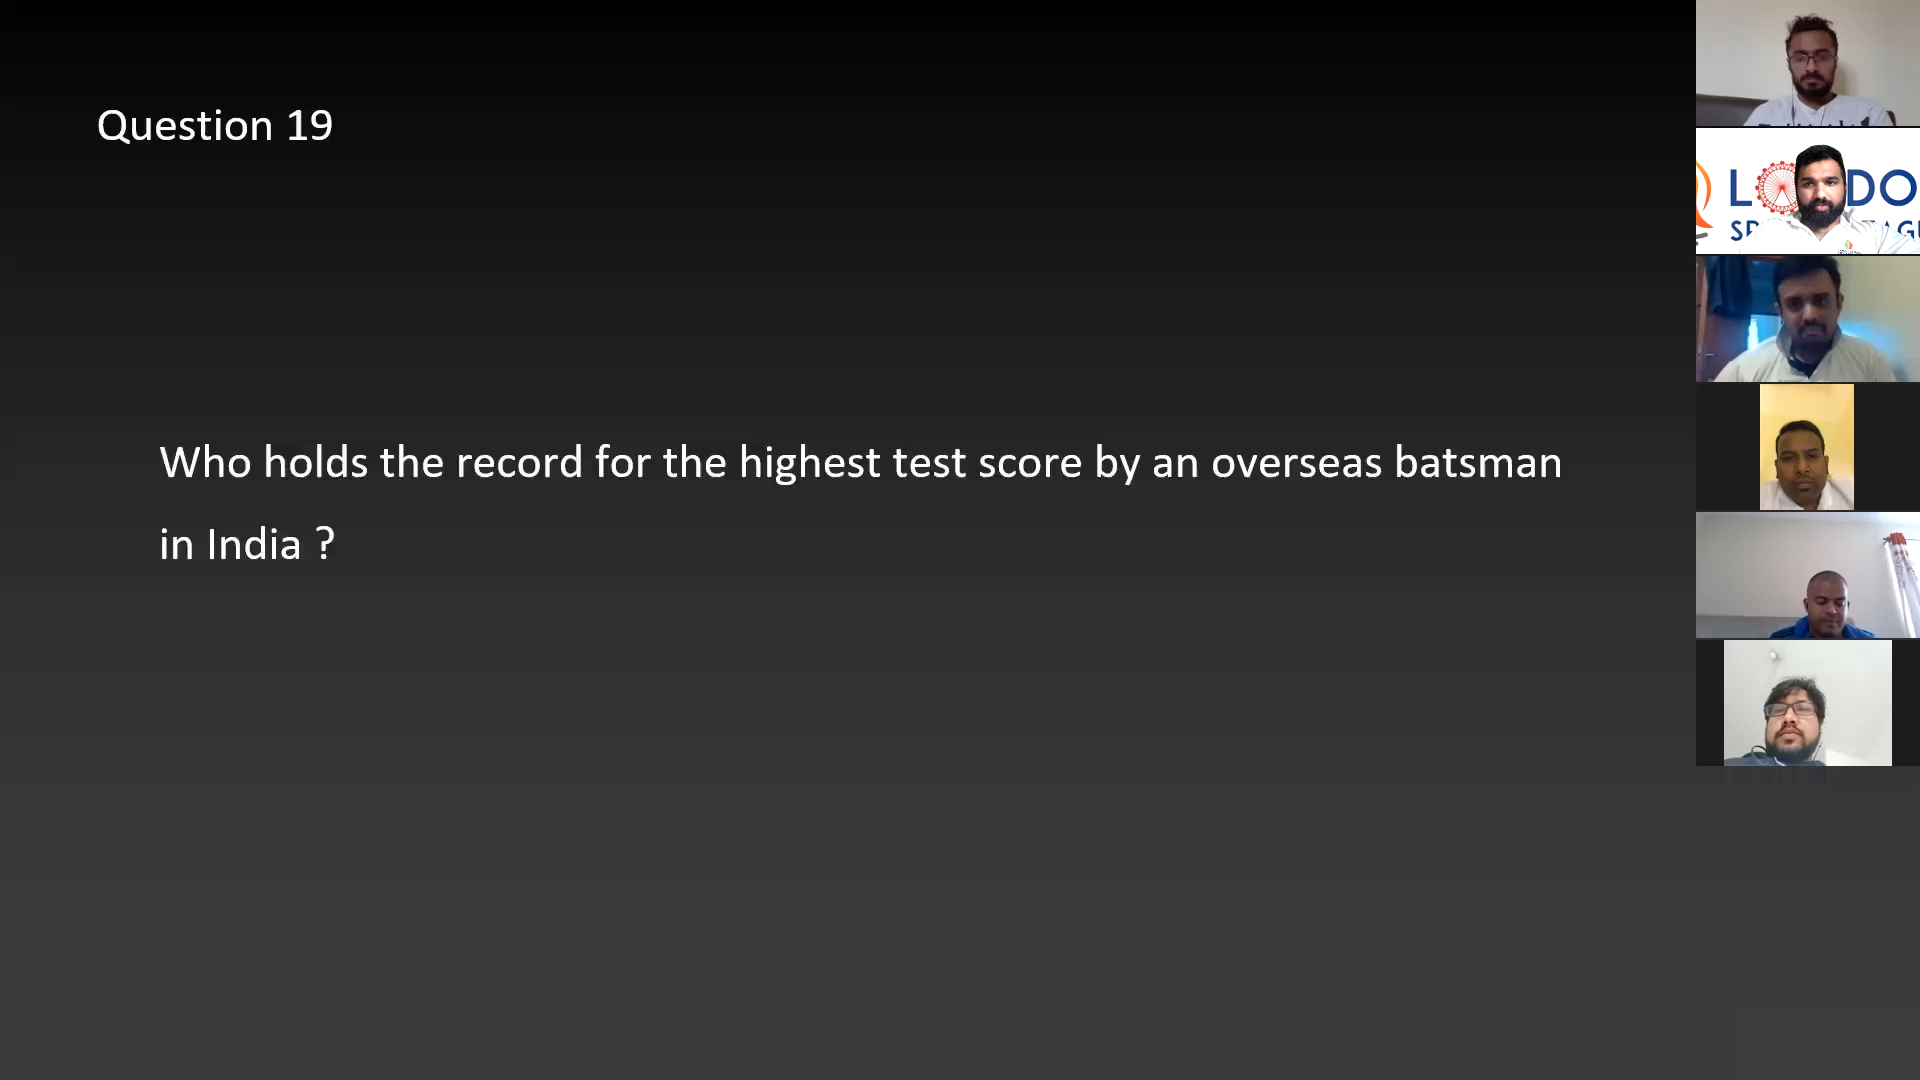 Question 19
Who holds the record for the highest test score by an overseas batsman
in India ?